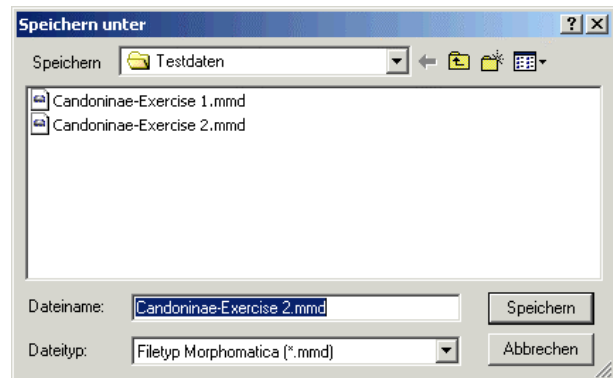 Speichern unter
Speichern Testdaten
Candoninae-Exercise 1.mmd
Candoninae-Exercise 2.mmd
Dateiname: Candoninae-Exercise 2.mmd Speichern
Dateityp: Filetyp Morphomatica (*.mmd) Abbrechen